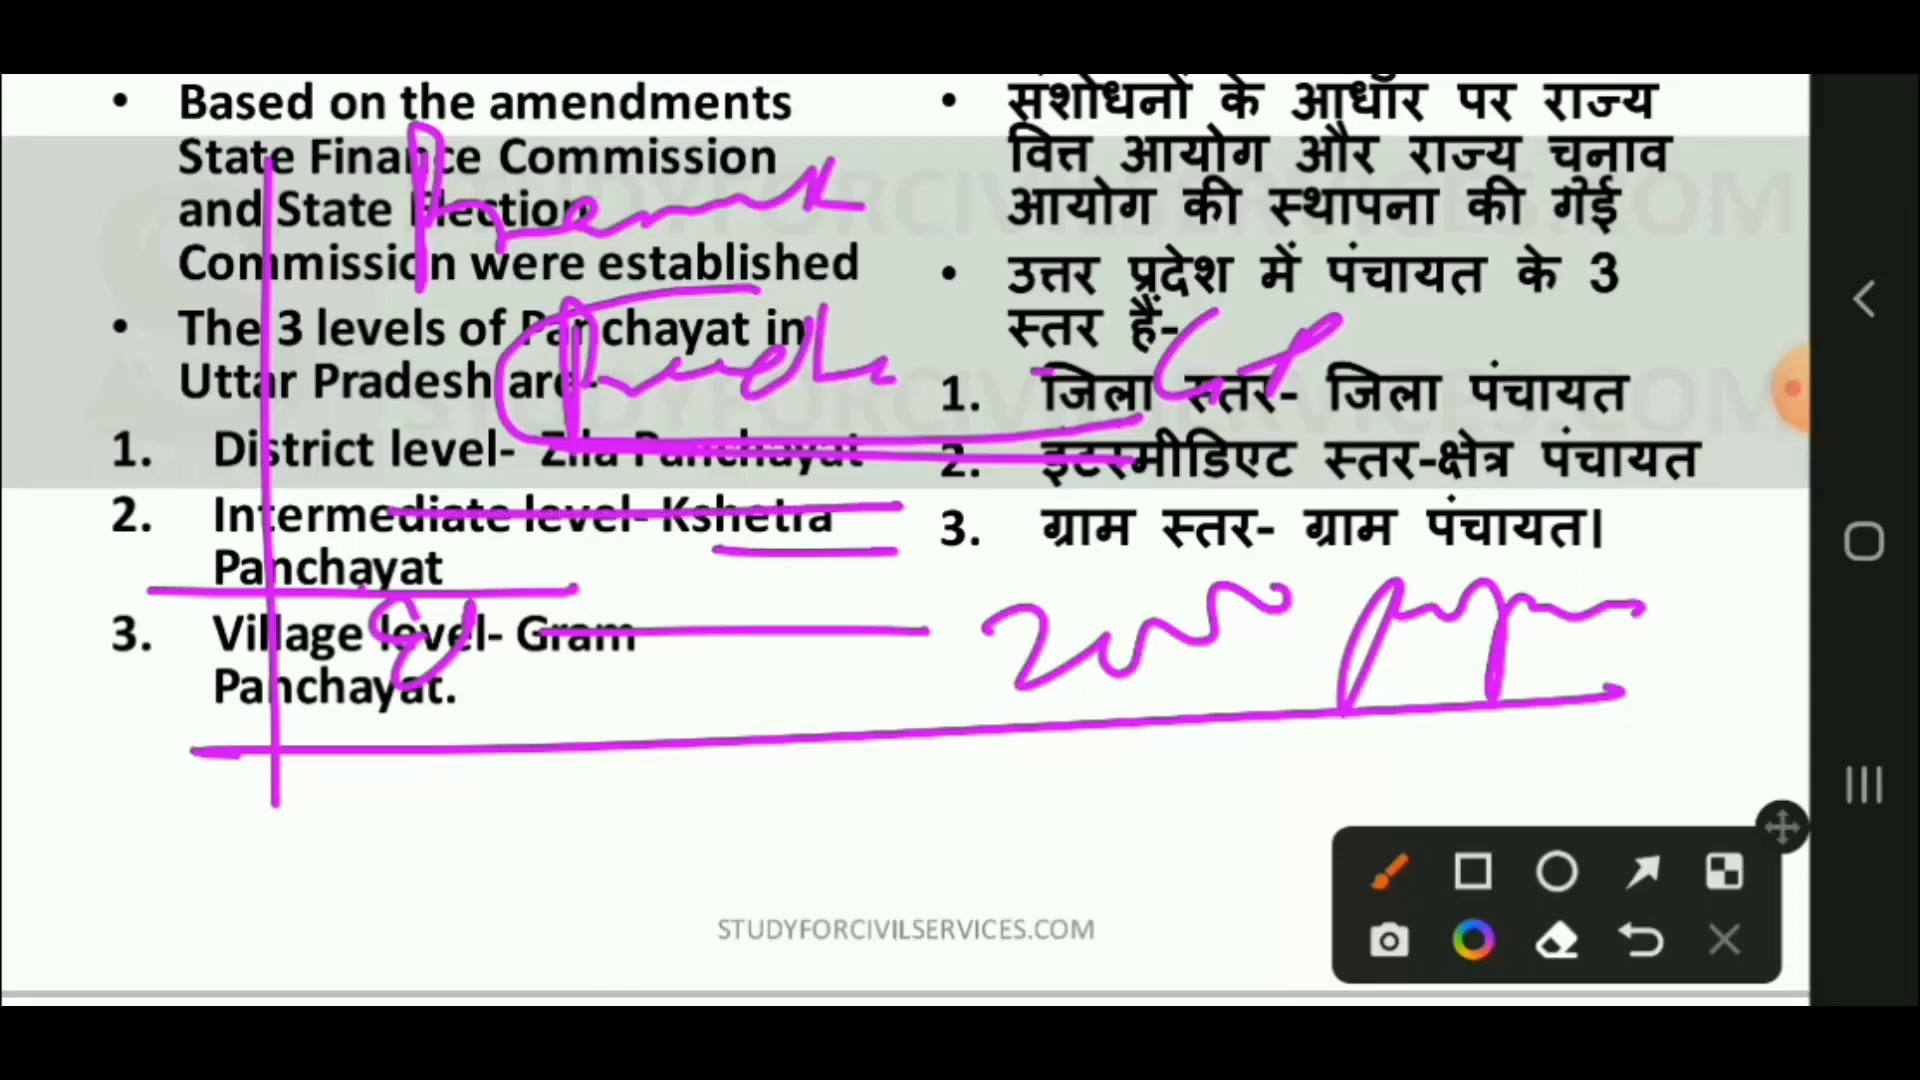 • Based on the amendments
State Finance Commission
and State Election
Commission were established
• The 3 levels of Panchayat in
Uttar Pradesh are-
1. District level- Zila Panchayat
2. Intermediate level- Kshetra
Panchayat
3. Village level- Gram
Panchayat.
• संशोधनों के आधार पर राज्य
वित्त आयोग और राज्य चुनाव
आयोग की स्थापना की गई
• उत्तर प्रदेश में पंचायत के 3
स्तर हैं-
1. जिला स्तर- जिला पंचायत
2. इंटरमीडिएट स्तर-क्षेत्र पंचायत
3. ग्राम स्तर- ग्राम पंचायत।
GP
STUDYFORCIVILSERVICES.COM